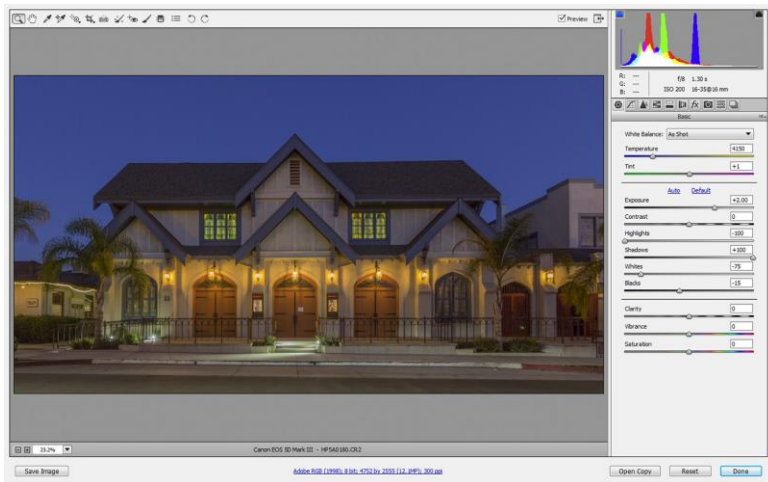 Preview
R: ---
G: ---
B: ---
f/8 1.30 s
ISO 200 16-35@16 mm
Basic
White Balance: As Shot
Temperature 4150
Tint +1
Auto Default
Exposure +2.00
Contrast 0
Highlights -100
Shadows +100
Whites -75
Blacks -15
Clarity 0
Vibrance 0
Saturation 0
23.2% Canon EOS 5D Mark III - HP5A0180.CR2
Save Image Adobe RGB (1998); 8 bit; 4752 by 2555 (12.1MP); 300 ppi Open Copy Reset Done